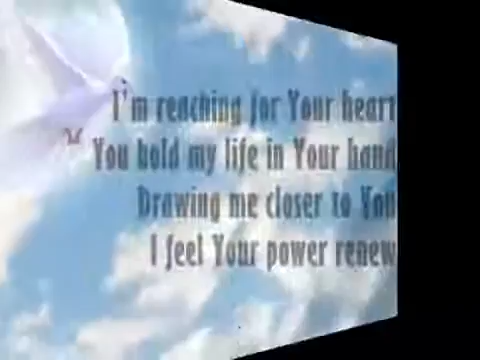 I'm reaching for Your heart
You hold my life in Your hand
Drawing me closer to You
I feel Your power renew